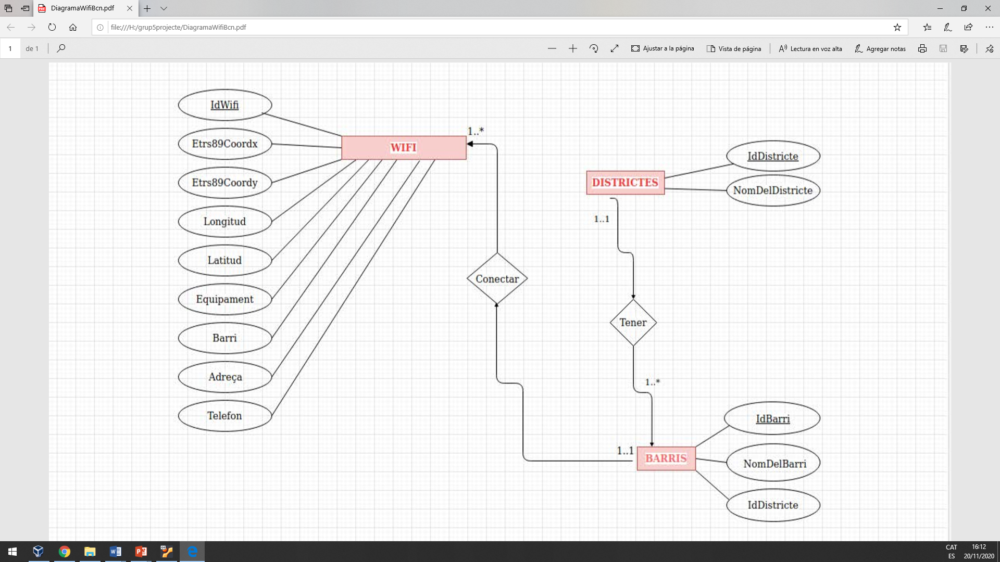 DiagramaWifiBcn.pdf
file:///H:/grup5projecte/DiagramaWifiBcn.pdf
1 de 1
Ajustar a la página
Vista de página
Lectura en voz alta
Agregar notas
IdWifi
Etrs89Coordx
Etrs89Coordy
Longitud
Latitud
Equipament
Barri
Adreça
Telefon
WIFI
1..*
Conectar
1..1
DISTRICTES
IdDistricte
NomDelDistricte
1..1
Tener
1..*
BARRIS
IdBarri
NomDelBarri
IdDistricte
CAT
ES
16:12
20/11/2020